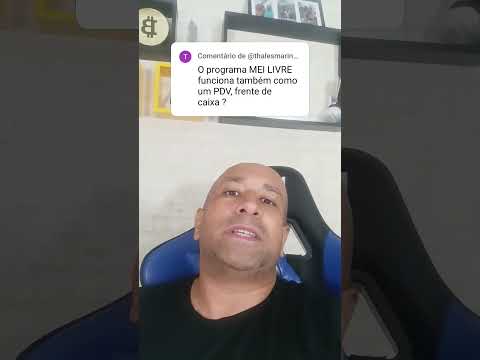 T
Comentário de @thalesmarin...
O programa MEI LIVRE
funciona também como
um PDV, frente de
caixa ?